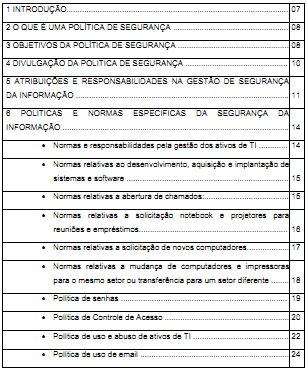 1 INTRODUÇÃO............................................................ 07
2 O QUE É UMA POLÍTICA DE SEGURANÇA ........................ 08
3 OBJETIVOS DA POLÍTICA DE SEGURANÇA ........................ 08
4 DIVULGAÇÃO DA POLITICA DE SEGURANÇA ........................ 10
5 ATRIBUIÇÕES E RESPONSABILIDADES NA GESTÃO DE SEGURANÇA
DA INFORMAÇÃO ........................ 11
6 POLITICAS E NORMAS ESPECIFICAS DA SEGURANÇA DA
INFORMAÇÃO ........................ 14
• Normas e responsabilidades pela gestão dos ativos de TI ............ 14
• Normas relativas ao desenvolvimento, aquisição e implantação de
sistemas e software ........................ 15
• Normas relativas a abertura de chamados:........................ 15
• Normas relativas a solicitação notebook e projetores para
reuniões e empréstimos........................ 16
• Normas relativas a solicitação de novos computadores................ 17
• Normas relativas a mudança de computadores e impressoras
para o mesmo setor ou transferência para um setor diferente ........ 18
• Política de senhas ........................ 19
• Política de Controle de Acesso ........................ 20
• Política de uso e abuso de ativos de TI ........................ 22
• Política de uso de email ........................ 24